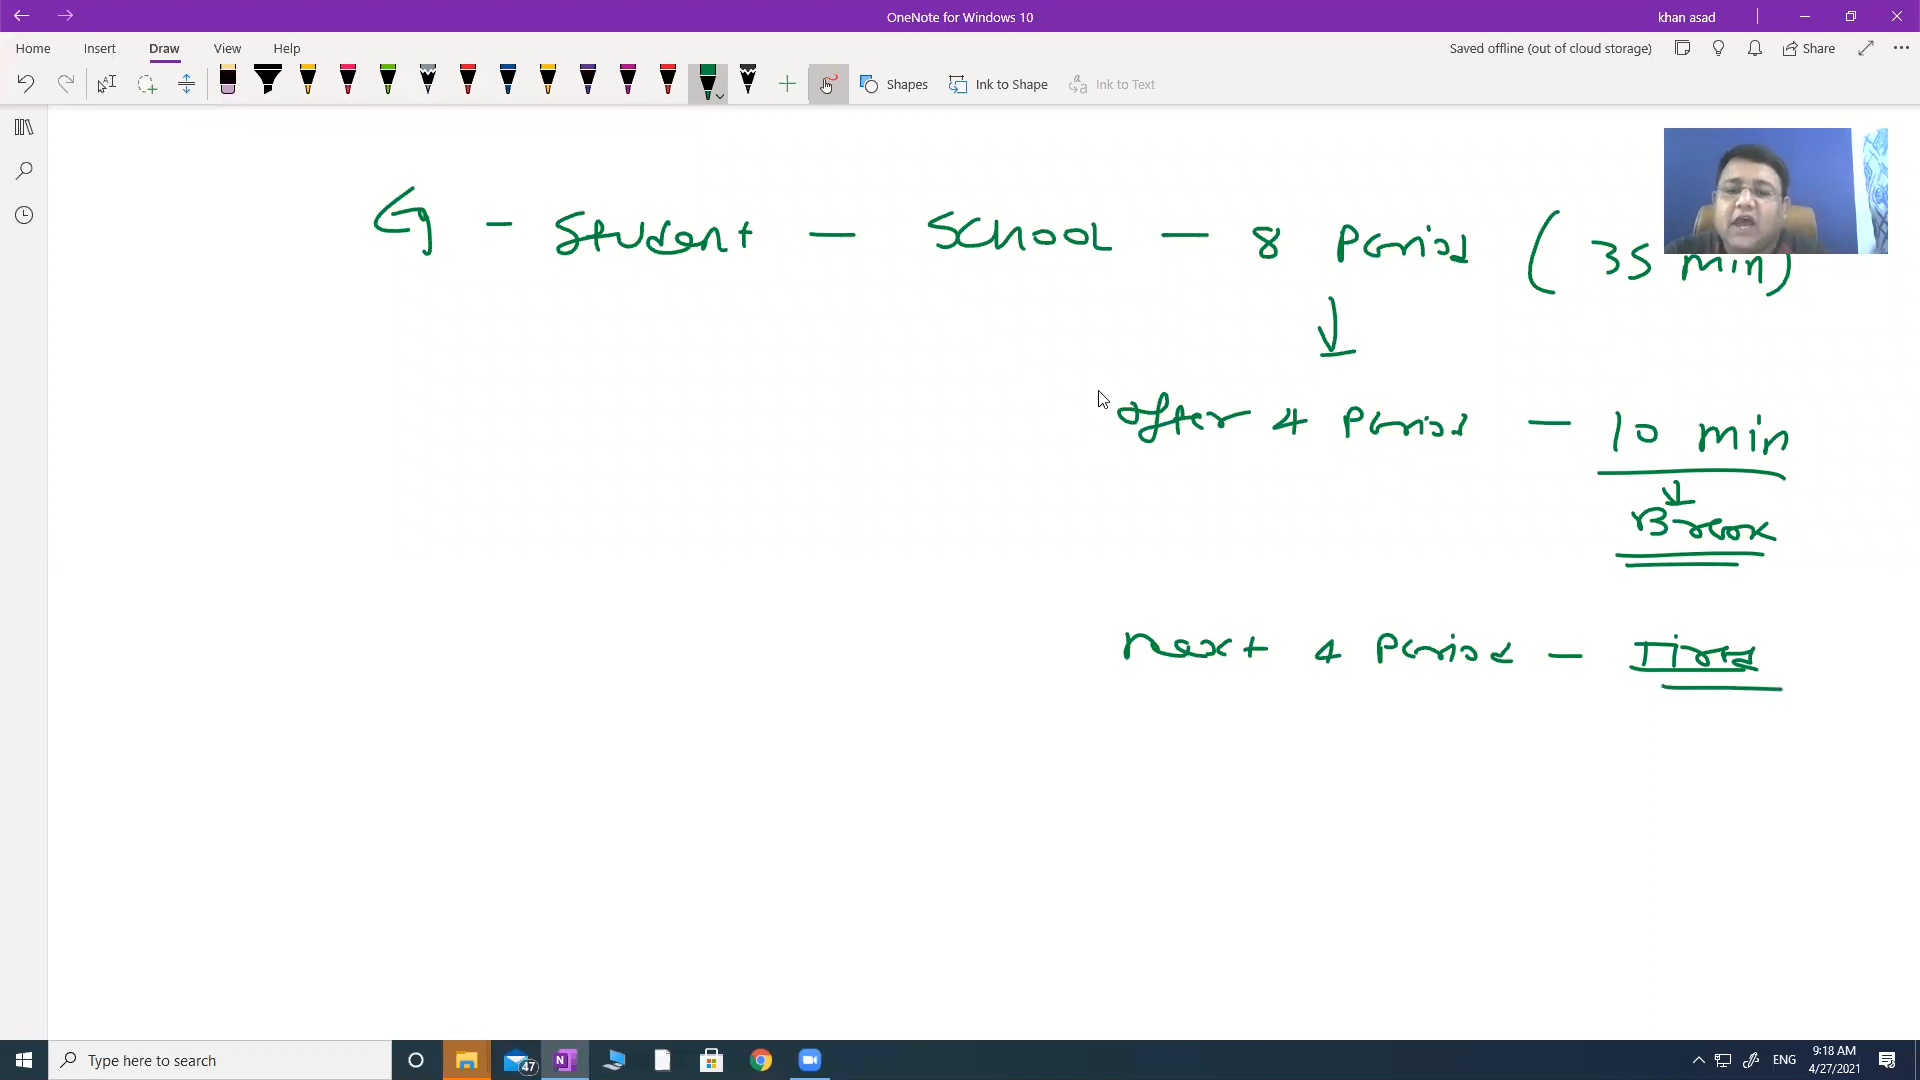 OneNote for Windows 10
khan asad
Home Insert Draw View Help
Saved offline (out of cloud storage)
Share
Shapes
Ink to Shape
Ink to Text
Eg - Student - School - 8 Period (35 min)
after 4 Period - 10 min
Break
next 4 Period - Tired
Type here to search
47
ENG
9:18 AM
4/27/2021